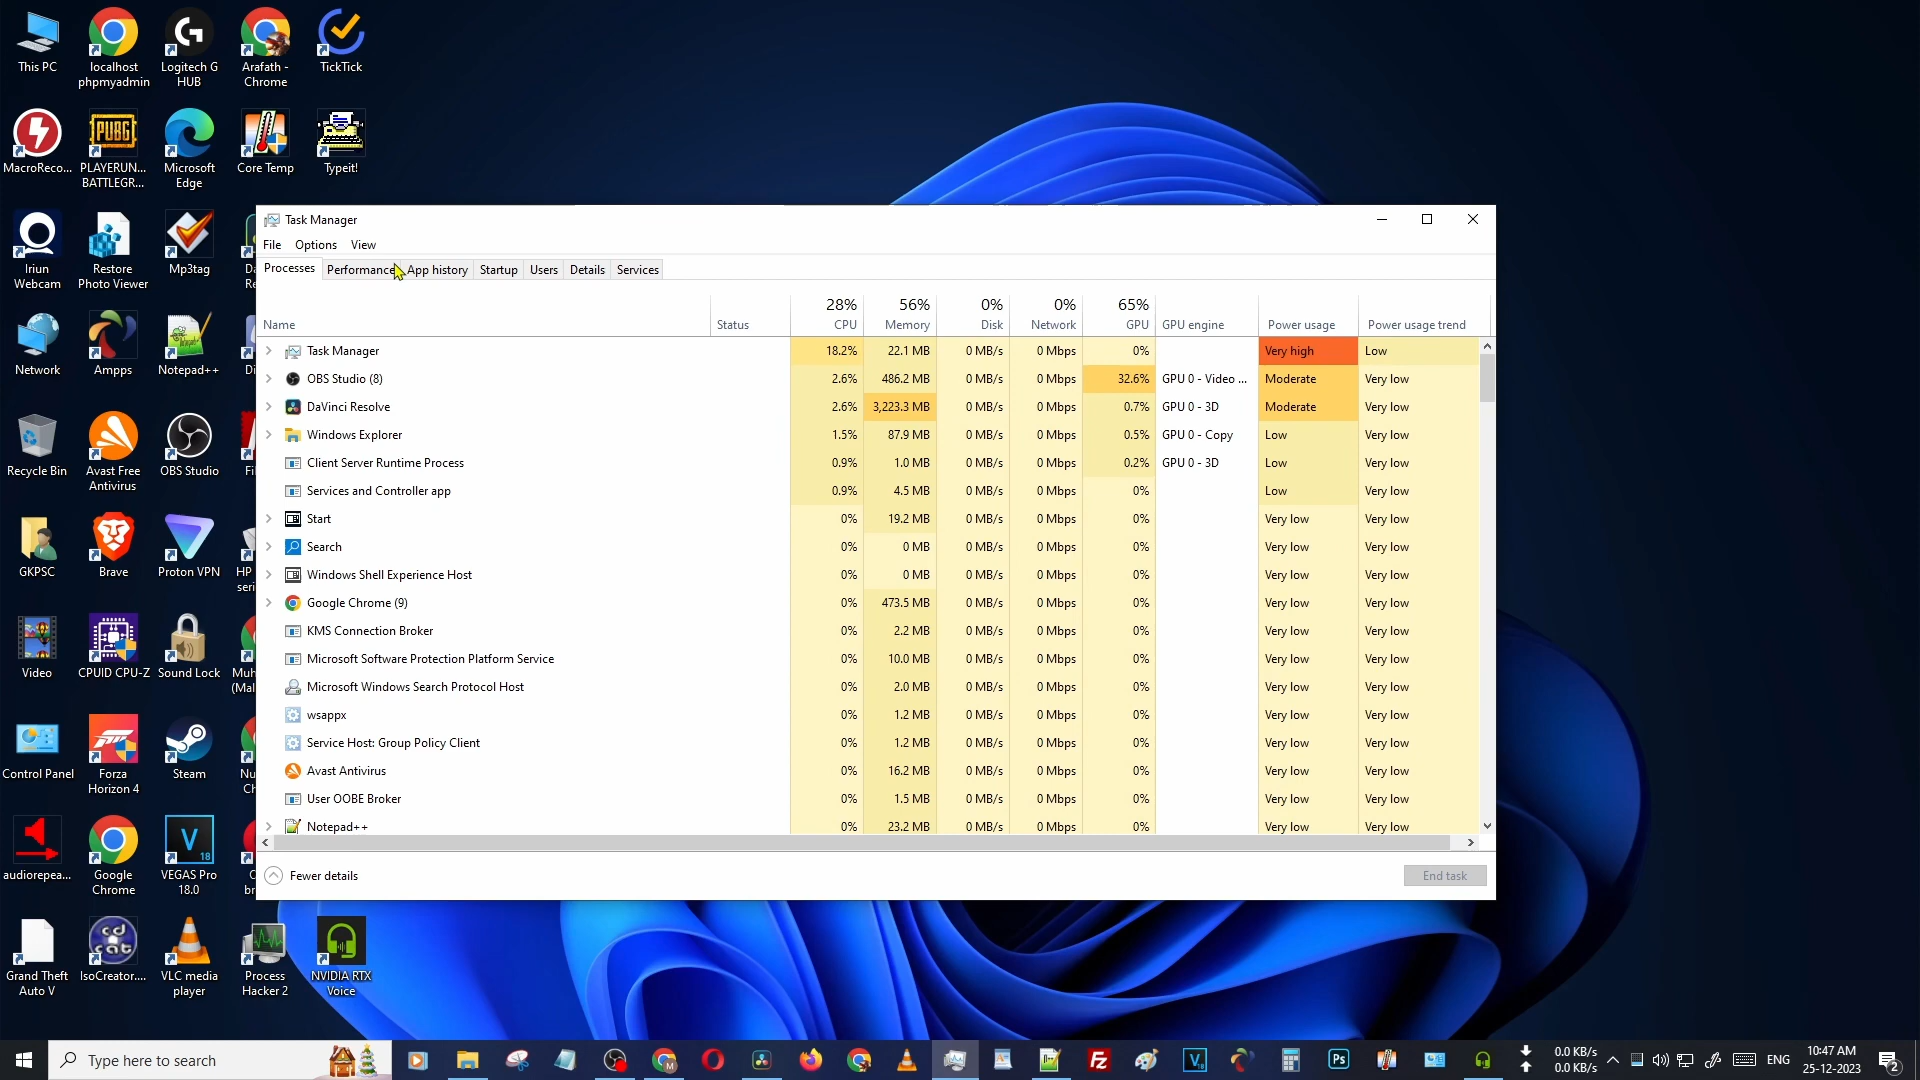 This PC
localhost
phpmyadmin
Logitech G
HUB
Arafath -
Chrome
TickTick
MacroReco...
PUBG
PLAYERUN...
BATTLEGR...
Microsoft
Edge
Core Temp
Typeit!
Iriun
Webcam
Restore
Photo Viewer
Mp3tag
Network
Ampps
Notepad++
Recycle Bin
Avast Free
Antivirus
OBS Studio
GKPSC
Brave
Proton VPN
Video
CPUID CPU-Z
Sound Lock
Control Panel
Forza
Horizon 4
Steam
audiorepea...
Google
Chrome
VEGAS Pro
18.0
Grand Theft
Auto V
IsoCreator....
VLC media
player
Process
Hacker 2
NVIDIA RTX
Voice
Task Manager
File Options View
Processes Performance App history Startup Users Details Services
28% 56% 0% 0% 65%
Name Status CPU Memory Disk Network GPU GPU engine Power usage Power usage trend
Task Manager 18.2% 22.1 MB 0 MB/s 0 Mbps 0% Very high Low
OBS Studio (8) 2.6% 486.2 MB 0 MB/s 0 Mbps 32.6% GPU 0 - Video ... Moderate Very low
DaVinci Resolve 2.6% 3,223.3 MB 0 MB/s 0 Mbps 0.7% GPU 0 - 3D Moderate Very low
Windows Explorer 1.5% 87.9 MB 0 MB/s 0 Mbps 0.5% GPU 0 - Copy Low Very low
Client Server Runtime Process 0.9% 1.0 MB 0 MB/s 0 Mbps 0.2% GPU 0 - 3D Low Very low
Services and Controller app 0.9% 4.5 MB 0 MB/s 0 Mbps 0% Low Very low
Start 0% 19.2 MB 0 MB/s 0 Mbps 0% Very low Very low
Search 0% 0 MB 0 MB/s 0 Mbps 0% Very low Very low
Windows Shell Experience Host 0% 0 MB 0 MB/s 0 Mbps 0% Very low Very low
Google Chrome (9) 0% 473.5 MB 0 MB/s 0 Mbps 0% Very low Very low
KMS Connection Broker 0% 2.2 MB 0 MB/s 0 Mbps 0% Very low Very low
Microsoft Software Protection Platform Service 0% 10.0 MB 0 MB/s 0 Mbps 0% Very low Very low
Microsoft Windows Search Protocol Host 0% 2.0 MB 0 MB/s 0 Mbps 0% Very low Very low
wsappx 0% 1.2 MB 0 MB/s 0 Mbps 0% Very low Very low
Service Host: Group Policy Client 0% 1.2 MB 0 MB/s 0 Mbps 0% Very low Very low
Avast Antivirus 0% 16.2 MB 0 MB/s 0 Mbps 0% Very low Very low
User OOBE Broker 0% 1.5 MB 0 MB/s 0 Mbps 0% Very low Very low
Notepad++ 0% 23.2 MB 0 MB/s 0 Mbps 0% Very low Very low
Fewer details End task
Type here to search
0.0 KB/s
0.0 KB/s
ENG
10:47 AM
25-12-2023
2